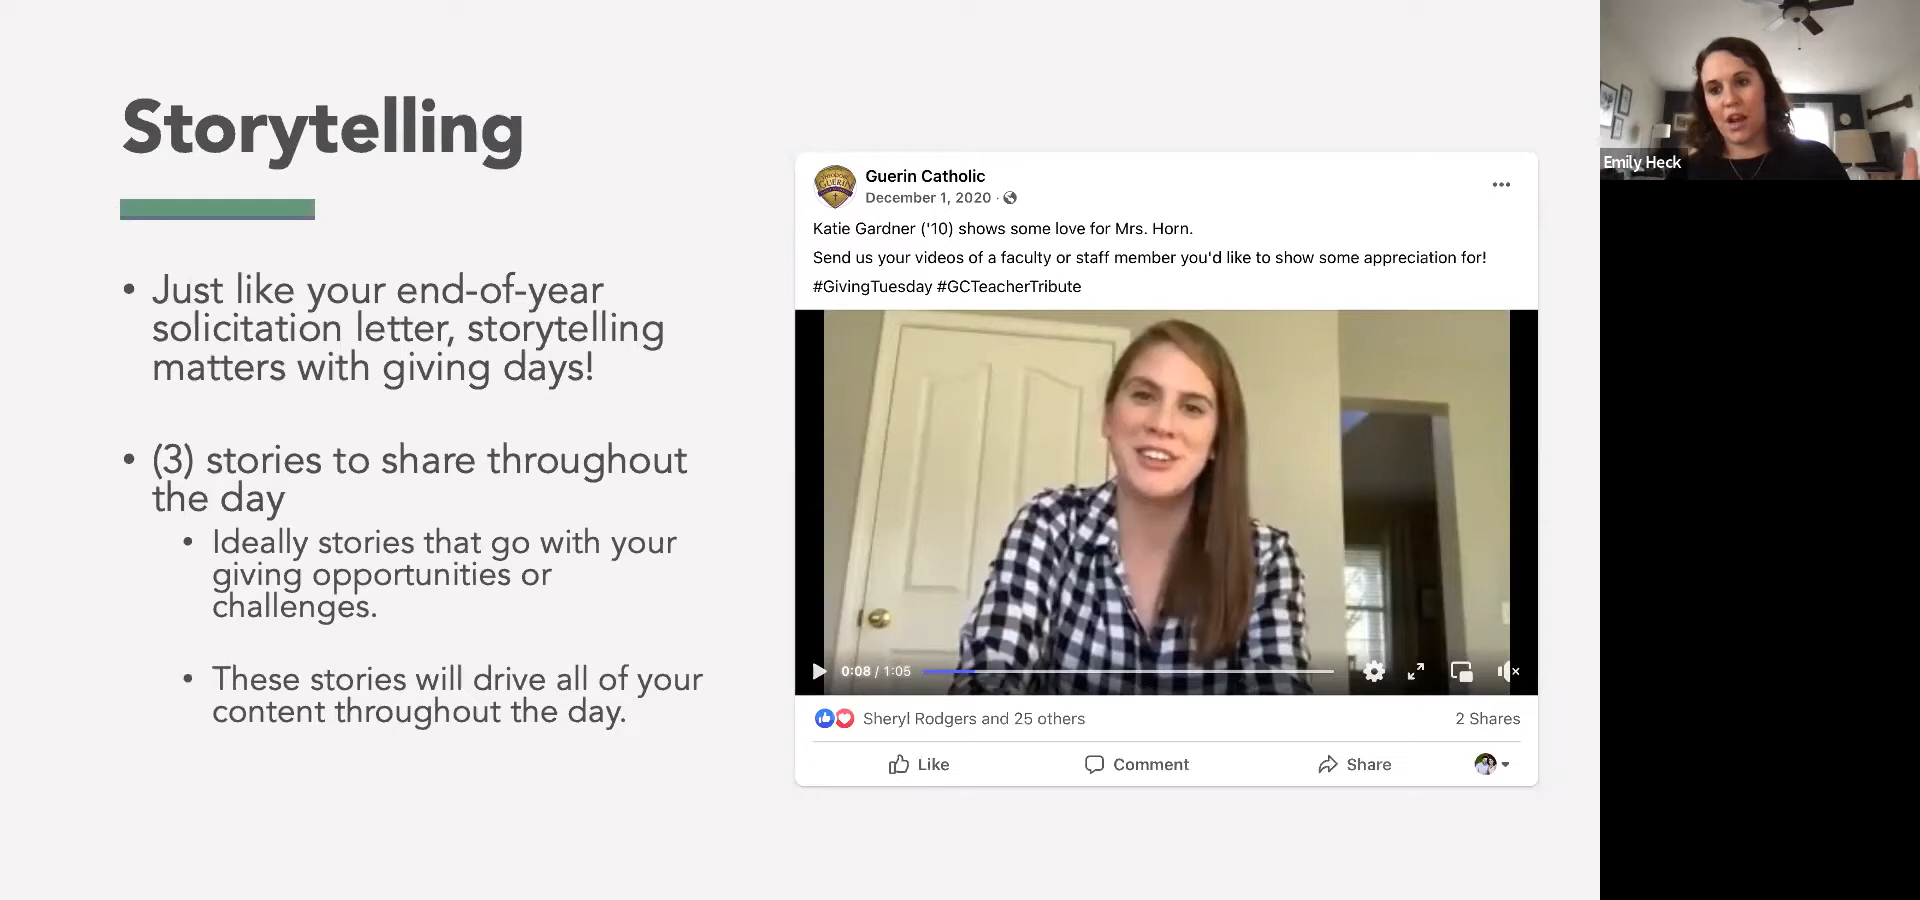 Storytelling
• Just like your end-of-year
solicitation letter, storytelling
matters with giving days!
• (3) stories to share throughout
the day
• Ideally stories that go with your
giving opportunities or
challenges.
• These stories will drive all of your
content throughout the day.
Guerin Catholic
December 1, 2020 ·
Katie Gardner ('10) shows some love for Mrs. Horn.
Send us your videos of a faculty or staff member you'd like to show some appreciation for!
#GivingTuesday #GCTeacherTribute
GUERIN
0:08 / 1:05
Sheryl Rodgers and 25 others
2 Shares
Like
Comment
Share
Emily Heck